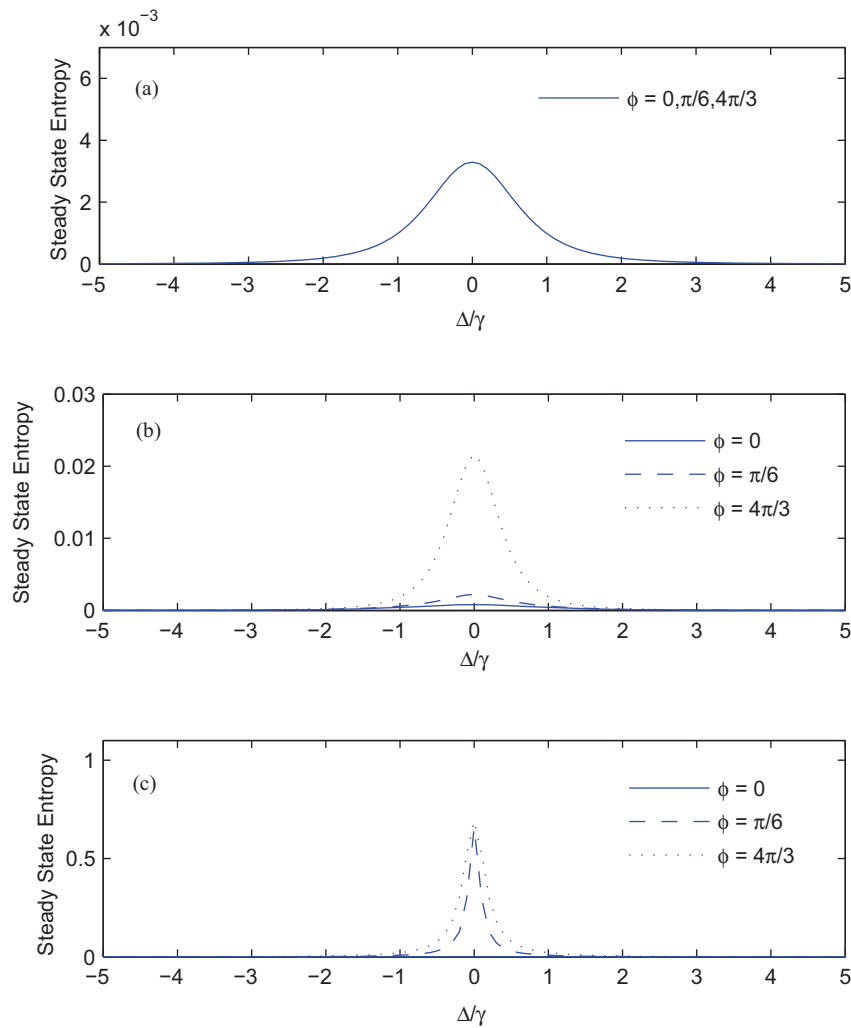 x 10⁻³
6
4
2
0
(a)
ϕ = 0,π/6,4π/3
Steady State Entropy
−5 −4 −3 −2 −1 0 1 2 3 4 5
Δ/γ
0.03
0.02
0.01
0
(b)
ϕ = 0
ϕ = π/6
ϕ = 4π/3
Steady State Entropy
−5 −4 −3 −2 −1 0 1 2 3 4 5
Δ/γ
1
0.5
0
(c)
ϕ = 0
ϕ = π/6
ϕ = 4π/3
Steady State Entropy
−5 −4 −3 −2 −1 0 1 2 3 4 5
Δ/γ